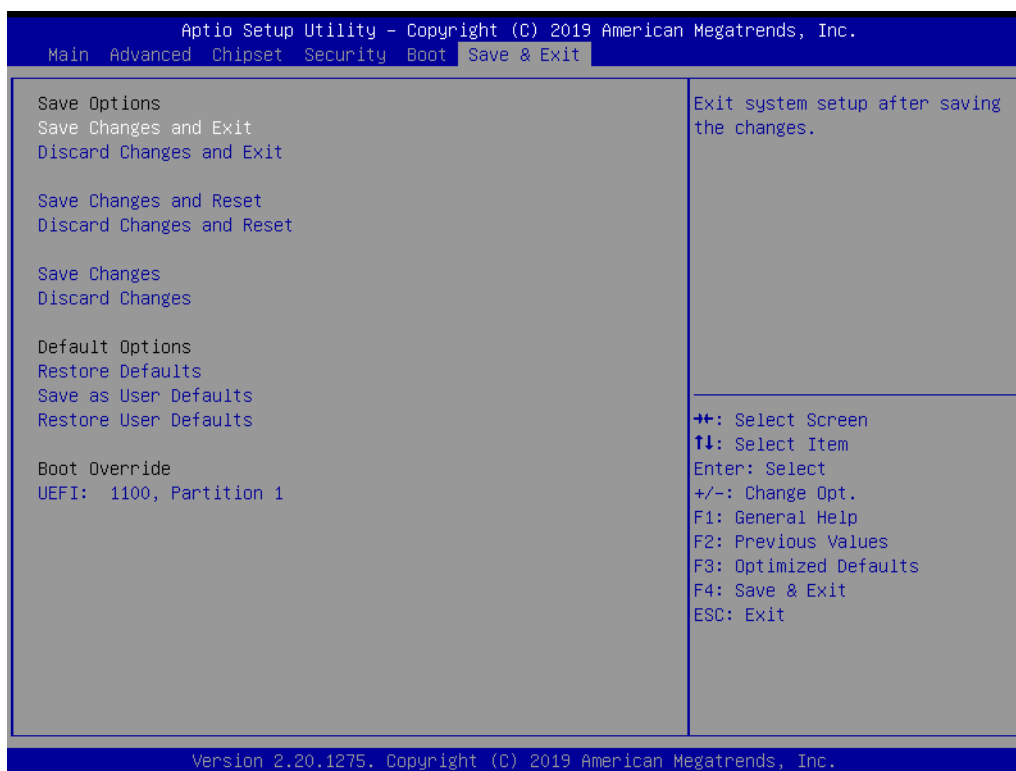 Aptio Setup Utility – Copyright (C) 2019 American Megatrends, Inc.
Main Advanced Chipset Security Boot Save & Exit
Save Options
Save Changes and Exit
Discard Changes and Exit
Save Changes and Reset
Discard Changes and Reset
Save Changes
Discard Changes
Default Options
Restore Defaults
Save as User Defaults
Restore User Defaults
Boot Override
UEFI: 1100, Partition 1
Exit system setup after saving
the changes.
→←: Select Screen
↑↓: Select Item
Enter: Select
+/-: Change Opt.
F1: General Help
F2: Previous Values
F3: Optimized Defaults
F4: Save & Exit
ESC: Exit
Version 2.20.1275. Copyright (C) 2019 American Megatrends, Inc.